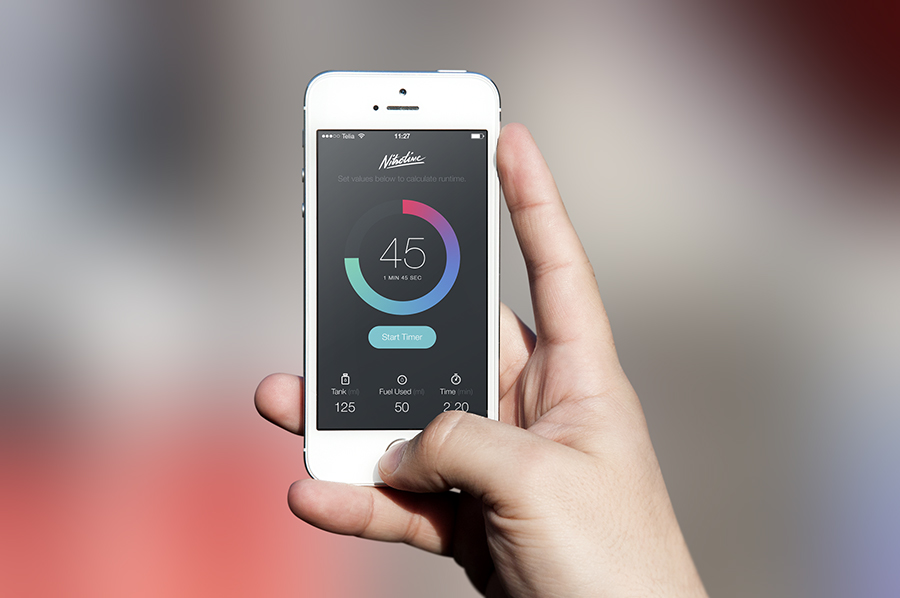 Telia 11:27
Nitrotime
Set values below to calculate runtime.
45
1 MIN 45 SEC
Start Timer
Tank (ml) Fuel Used (ml) Time (min)
125 50 2.20